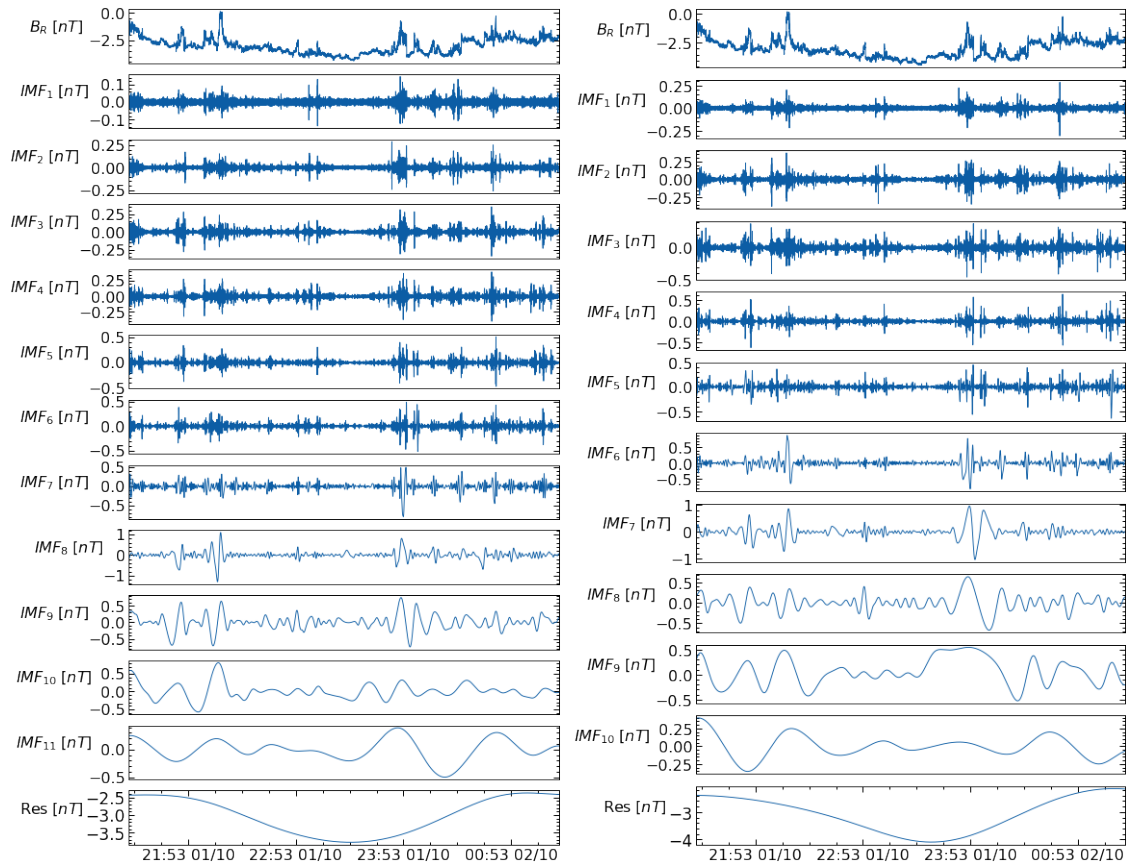 B_R [nT]
0.0
−2.5
IMF_1 [nT]
0.1
0.0
−0.1
IMF_2 [nT]
0.25
0.00
−0.25
IMF_3 [nT]
0.25
0.00
−0.25
IMF_4 [nT]
0.25
0.00
−0.25
IMF_5 [nT]
0.5
0.0
−0.5
IMF_6 [nT]
0.5
0.0
−0.5
IMF_7 [nT]
0.5
0.0
−0.5
IMF_8 [nT]
1
0
−1
IMF_9 [nT]
0.5
0.0
−0.5
IMF_10 [nT]
0.5
0.0
−0.5
IMF_11 [nT]
0.0
−0.5
Res [nT]
−2.5
−3.0
−3.5
21:53 01/10 22:53 01/10 23:53 01/10 00:53 02/10
B_R [nT]
0.0
−2.5
IMF_1 [nT]
0.25
0.00
−0.25
IMF_2 [nT]
0.25
0.00
−0.25
IMF_3 [nT]
0.0
−0.5
IMF_4 [nT]
0.5
0.0
−0.5
IMF_5 [nT]
0.5
0.0
−0.5
IMF_6 [nT]
0.5
0.0
−0.5
IMF_7 [nT]
1
0
−1
IMF_8 [nT]
0.5
0.0
−0.5
IMF_9 [nT]
0.5
0.0
−0.5
IMF_10 [nT]
0.25
0.00
−0.25
Res [nT]
−3
−4
21:53 01/10 22:53 01/10 23:53 01/10 00:53 02/10